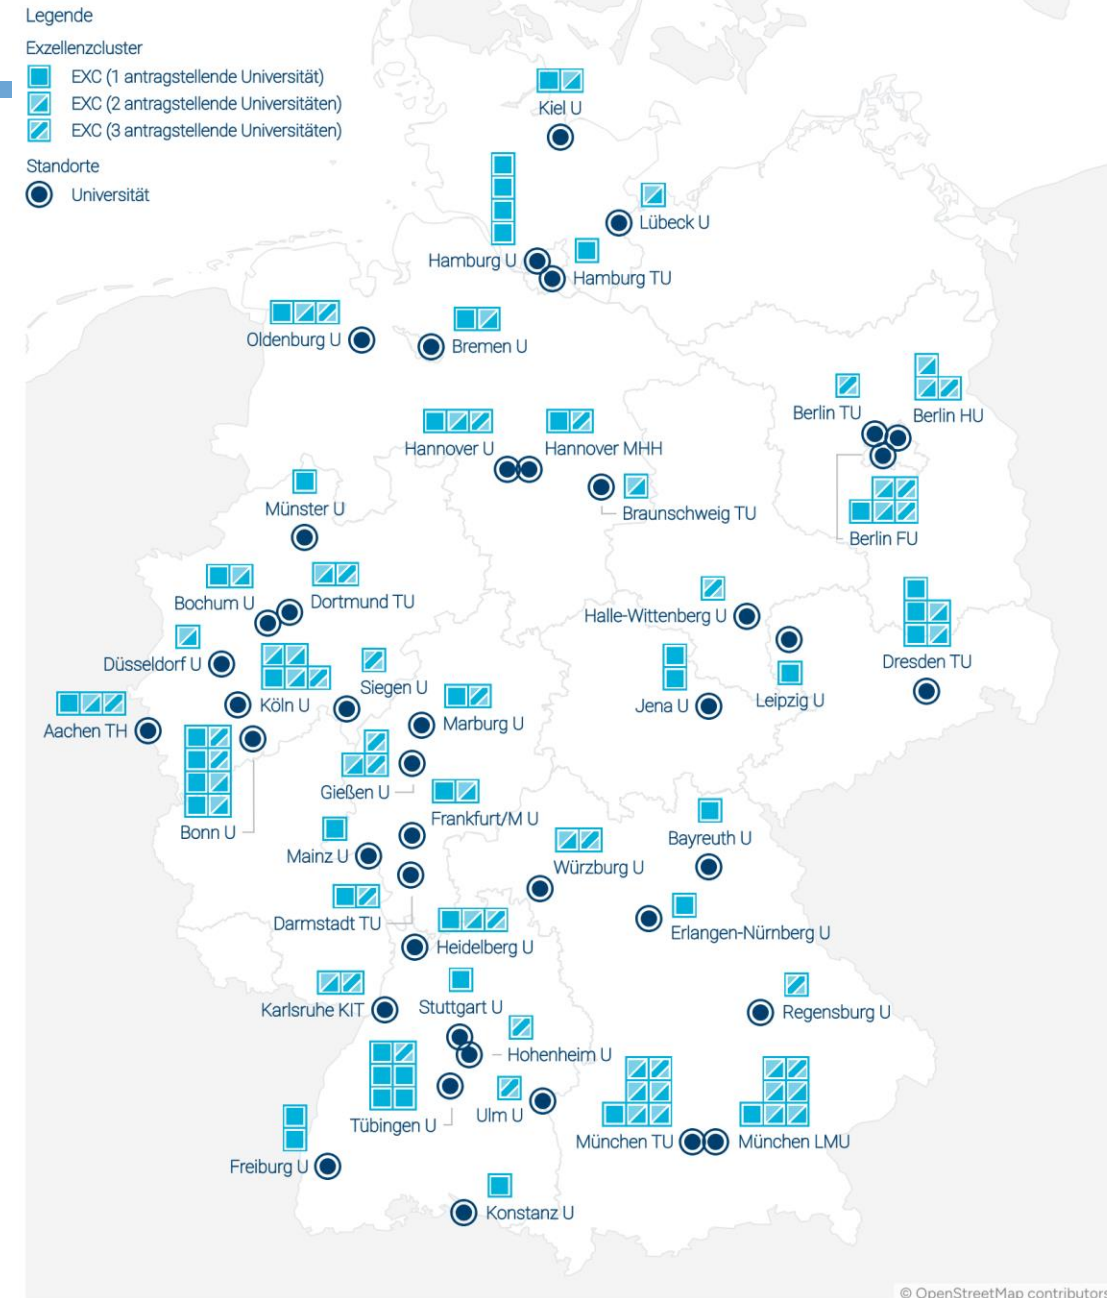 Legende
Exzellenzcluster
EXC (1 antragstellende Universität)
EXC (2 antragstellende Universitäten)
EXC (3 antragstellende Universitäten)
Standorte
Universität
Kiel U
Lübeck U
Hamburg U
Hamburg TU
Oldenburg U
Bremen U
Berlin TU
Berlin HU
Hannover U
Hannover MHH
Münster U
Braunschweig TU
Berlin FU
Bochum U
Dortmund TU
Halle-Wittenberg U
Düsseldorf U
Dresden TU
Siegen U
Köln U
Jena U
Leipzig U
Aachen TH
Marburg U
Gießen U
Frankfurt/M U
Bonn U
Bayreuth U
Mainz U
Würzburg U
Darmstadt TU
Erlangen-Nürnberg U
Heidelberg U
Karlsruhe KIT
Stuttgart U
Regensburg U
Hohenheim U
Ulm U
Tübingen U
München TU
München LMU
Freiburg U
Konstanz U
© OpenStreetMap contributors